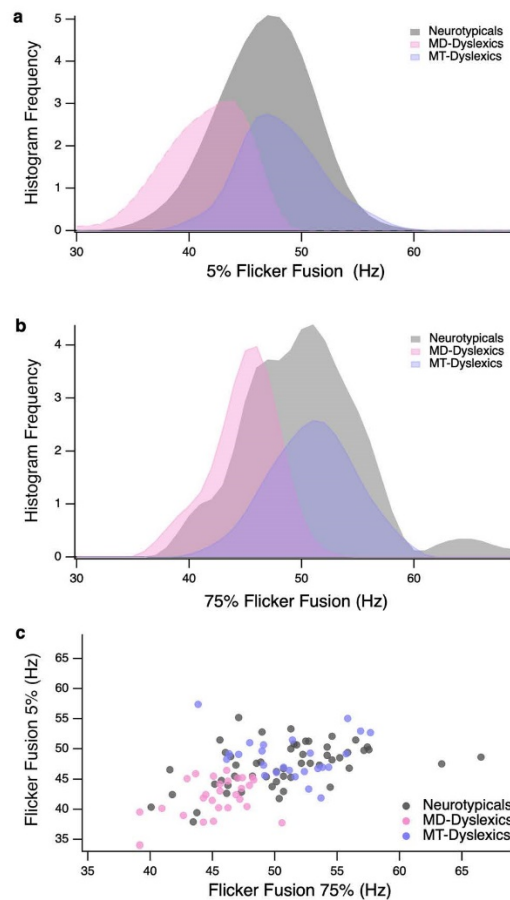 a
5
4
3
2
1
0
Histogram Frequency
Neurotypicals
MD-Dyslexics
MT-Dyslexics
30 40 50 60
5% Flicker Fusion (Hz)
b
4
3
2
1
0
Histogram Frequency
Neurotypicals
MD-Dyslexics
MT-Dyslexics
30 40 50 60
75% Flicker Fusion (Hz)
c
65
60
55
50
45
40
35
Flicker Fusion 5% (Hz)
Neurotypicals
MD-Dyslexics
MT-Dyslexics
35 40 45 50 55 60 65
Flicker Fusion 75% (Hz)